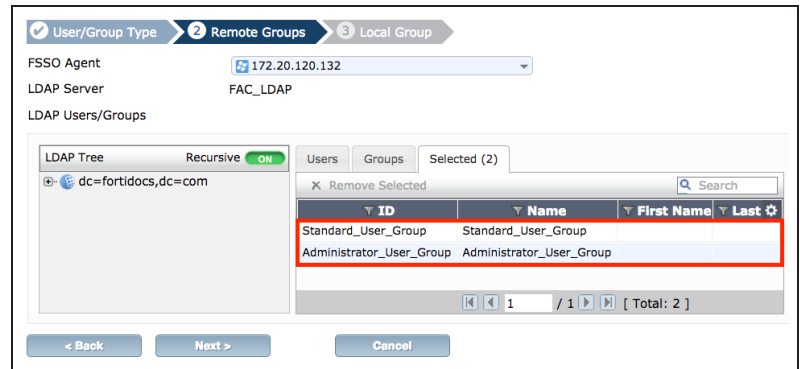 User/Group Type 2 Remote Groups 3 Local Group
FSSO Agent 172.20.120.132
LDAP Server FAC_LDAP
LDAP Users/Groups
LDAP Tree Recursive ON Users Groups Selected (2)
dc=fortidocs,dc=com Remove Selected Search
ID Name First Name Last
Standard_User_Group Standard_User_Group
Administrator_User_Group Administrator_User_Group
1 / 1 [ Total: 2 ]
< Back Next > Cancel